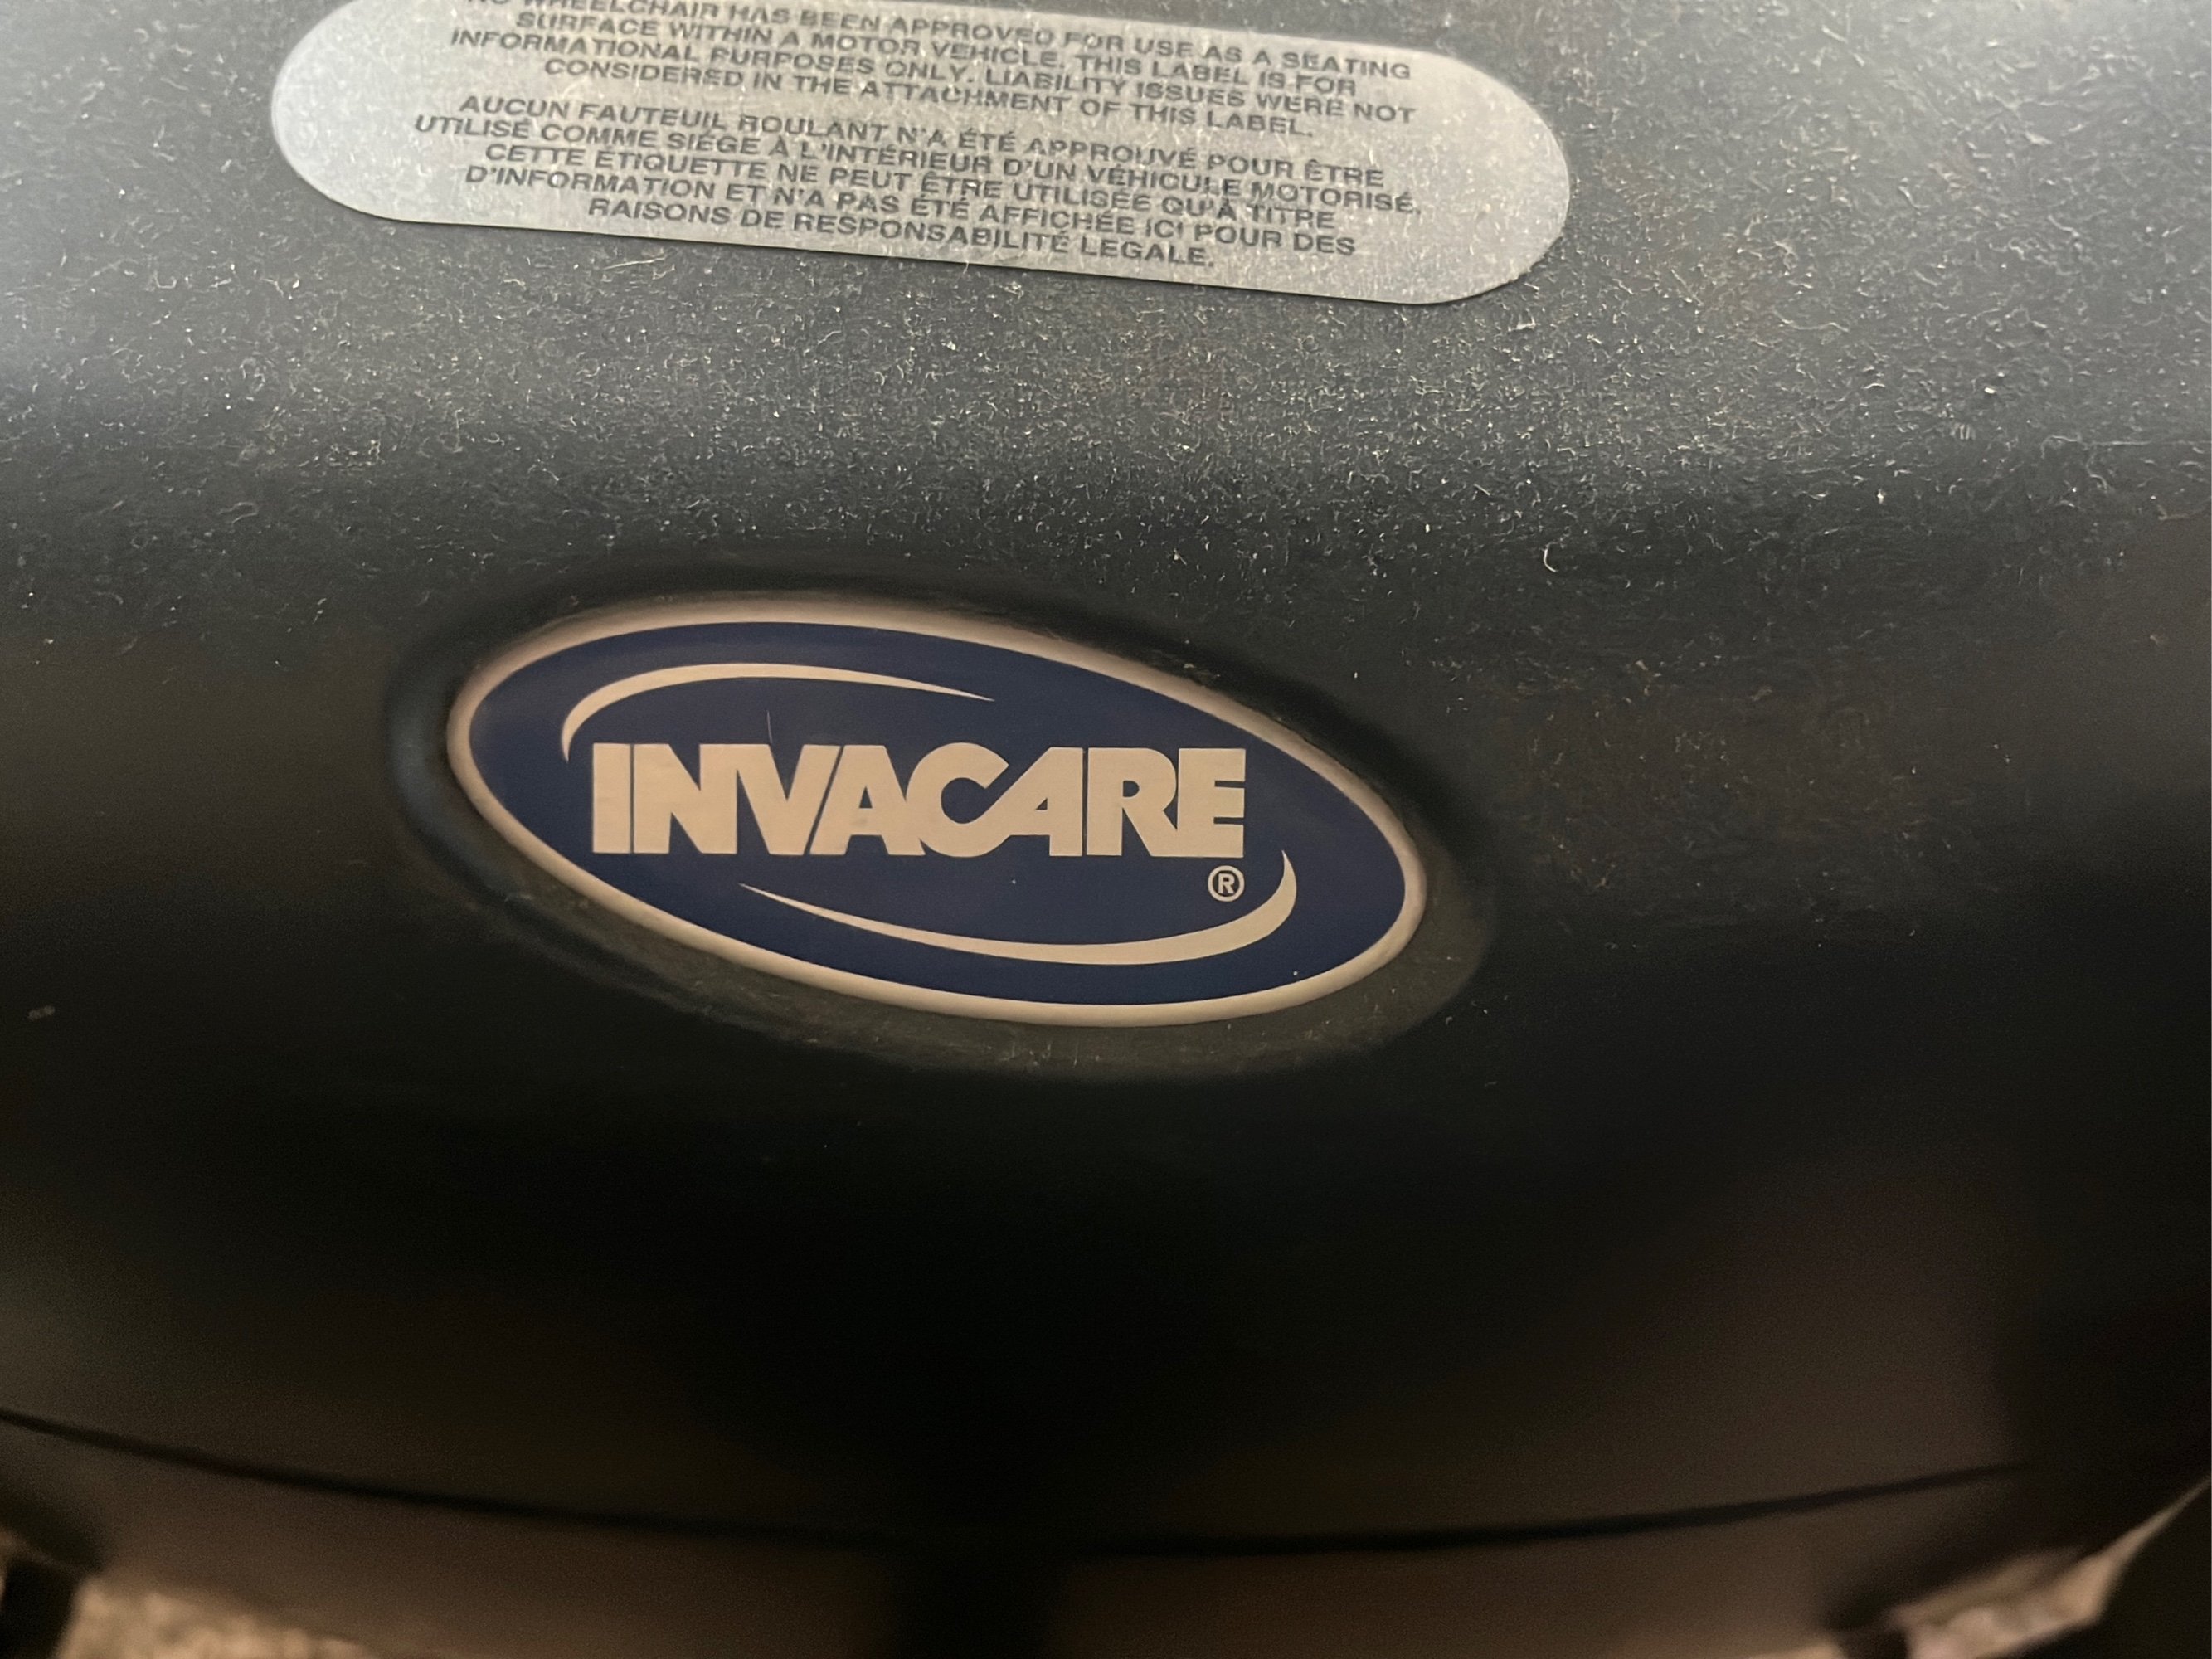 NO WHEELCHAIR HAS BEEN APPROVED FOR USE AS A SEATING
SURFACE WITHIN A MOTOR VEHICLE. THIS LABEL IS FOR
INFORMATIONAL PURPOSES ONLY. LIABILITY ISSUES WERE NOT
CONSIDERED IN THE ATTACHMENT OF THIS LABEL.
AUCUN FAUTEUIL ROULANT N'A ÉTÉ APPROUVÉ POUR ÊTRE
UTILISÉ COMME SIÉGE À L'INTÉRIEUR D'UN VÉHICULE MOTORISÉ.
CETTE ÉTIQUETTE NE PEUT ÊTRE UTILISÉE QU'À TITRE
D'INFORMATION ET N'A PAS ÉTÉ AFFICHÉE ICI POUR DES
RAISONS DE RESPONSABILITÉ LEGALE.
INVACARE
®